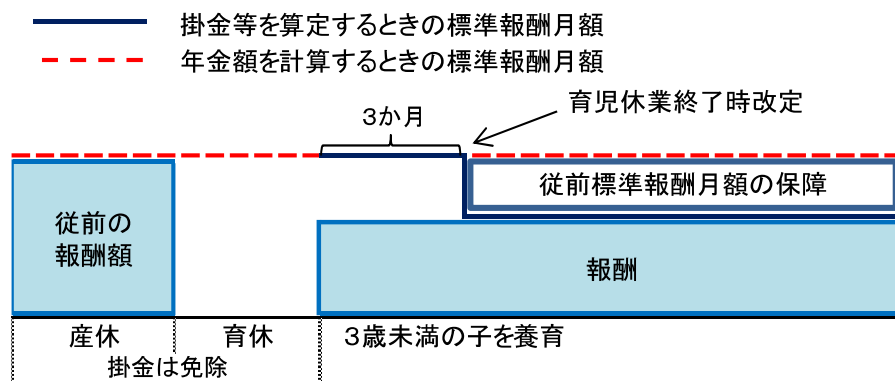 掛金等を算定するときの標準報酬月額
年金額を計算するときの標準報酬月額
育児休業終了時改定
３か月
従前標準報酬月額の保障
従前の
報酬額
報酬
産休
育休
３歳未満の子を養育
掛金は免除